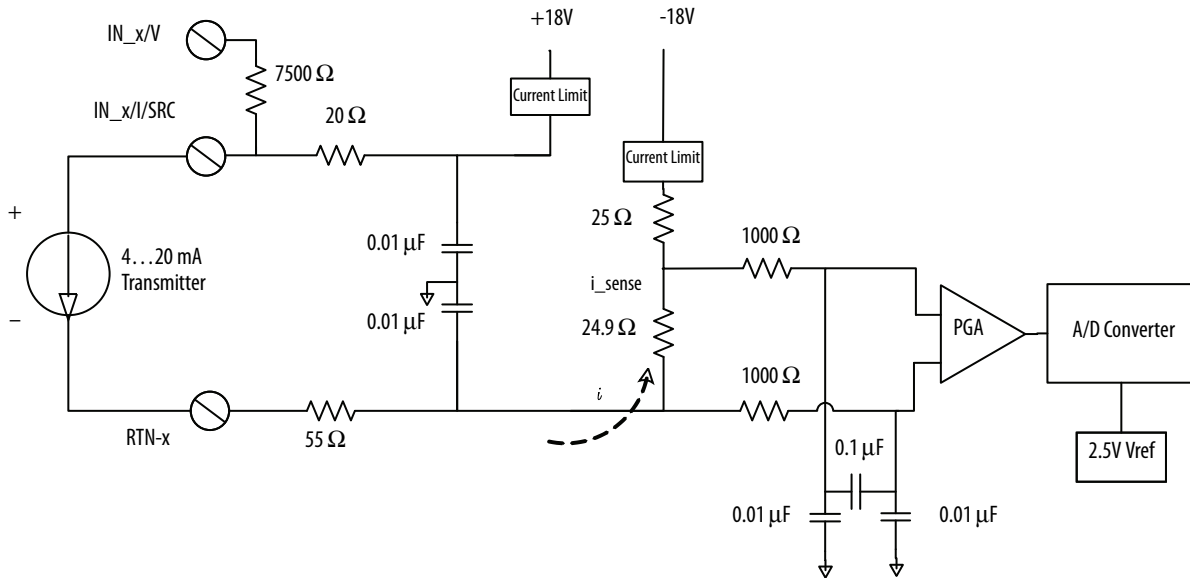 +18V
-18V
IN_x/V
7500 Ω
Current Limit
IN_x/I/SRC
20 Ω
Current Limit
+
25 Ω
1000 Ω
0.01 µF
4…20 mA
Transmitter
i_sense
PGA
A/D Converter
0.01 µF
24.9 Ω
–
1000 Ω
i
RTN-x
55 Ω
0.1 µF
2.5V Vref
0.01 µF
0.01 µF